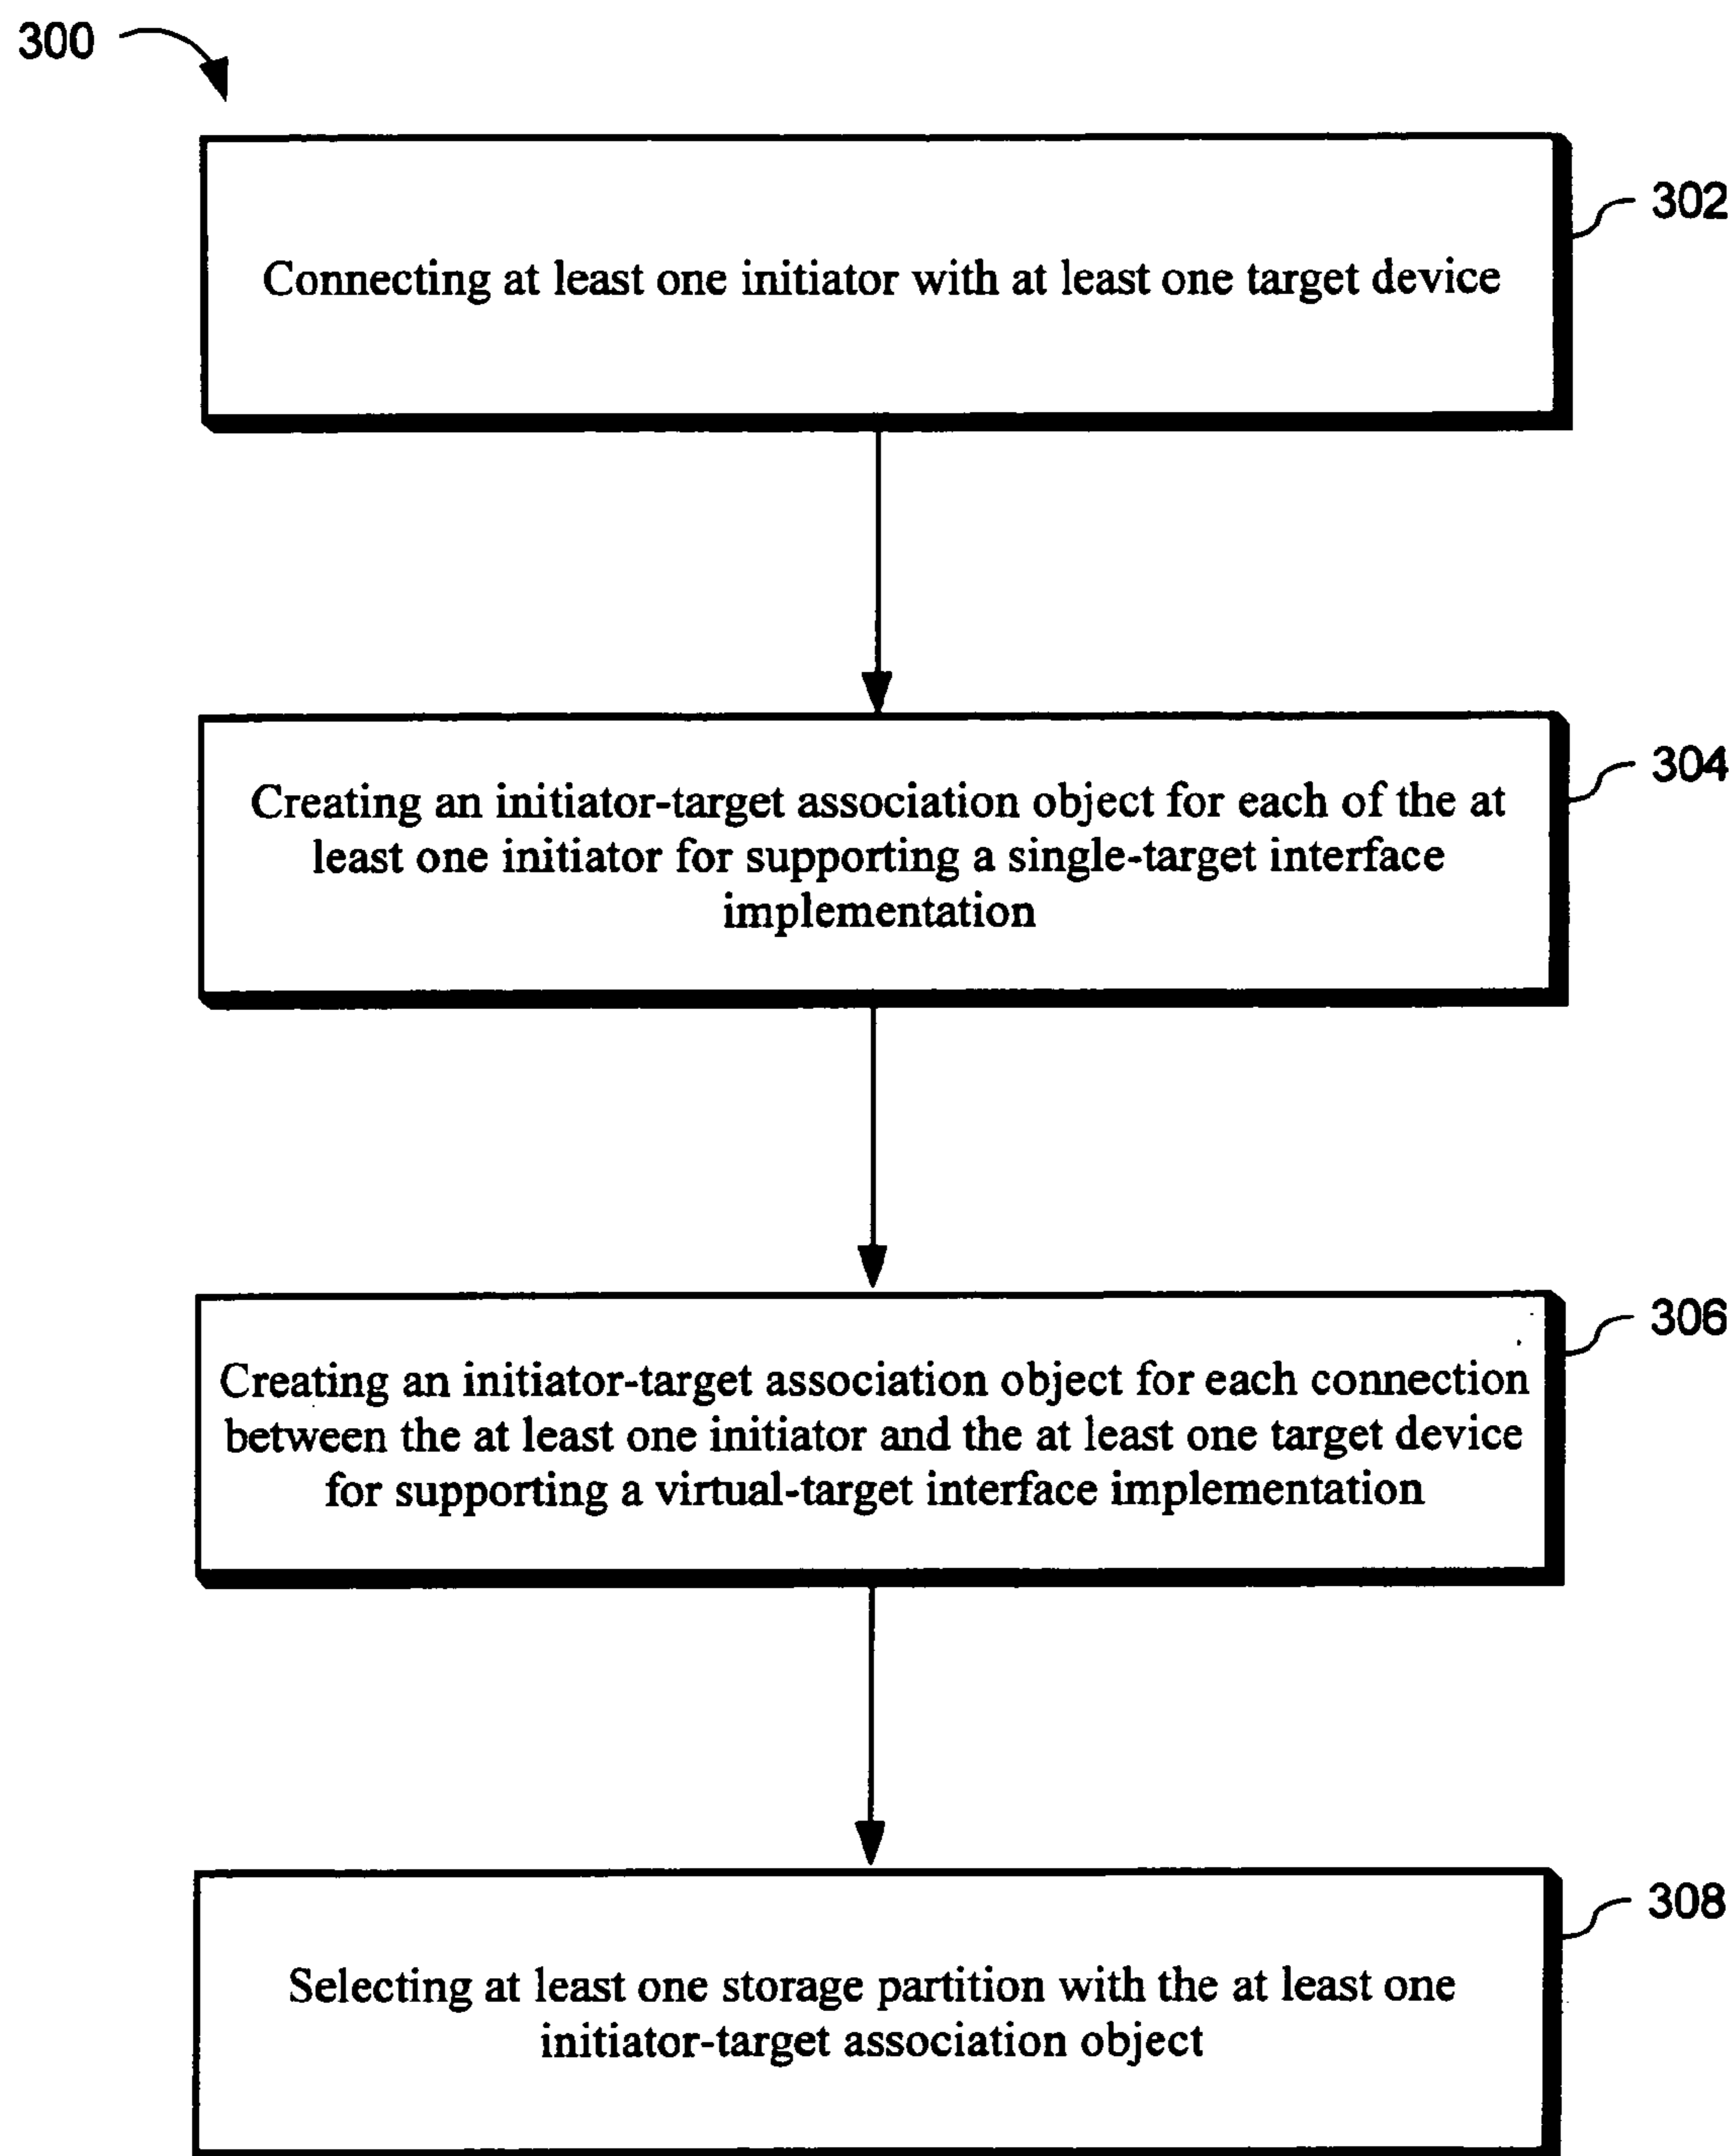 300
302
Connecting at least one initiator with at least one target device
304
Creating an initiator-target association object for each of the at
least one initiator for supporting a single-target interface
implementation
306
Creating an initiator-target association object for each connection
between the at least one initiator and the at least one target device
for supporting a virtual-target interface implementation
308
Selecting at least one storage partition with the at least one
initiator-target association object